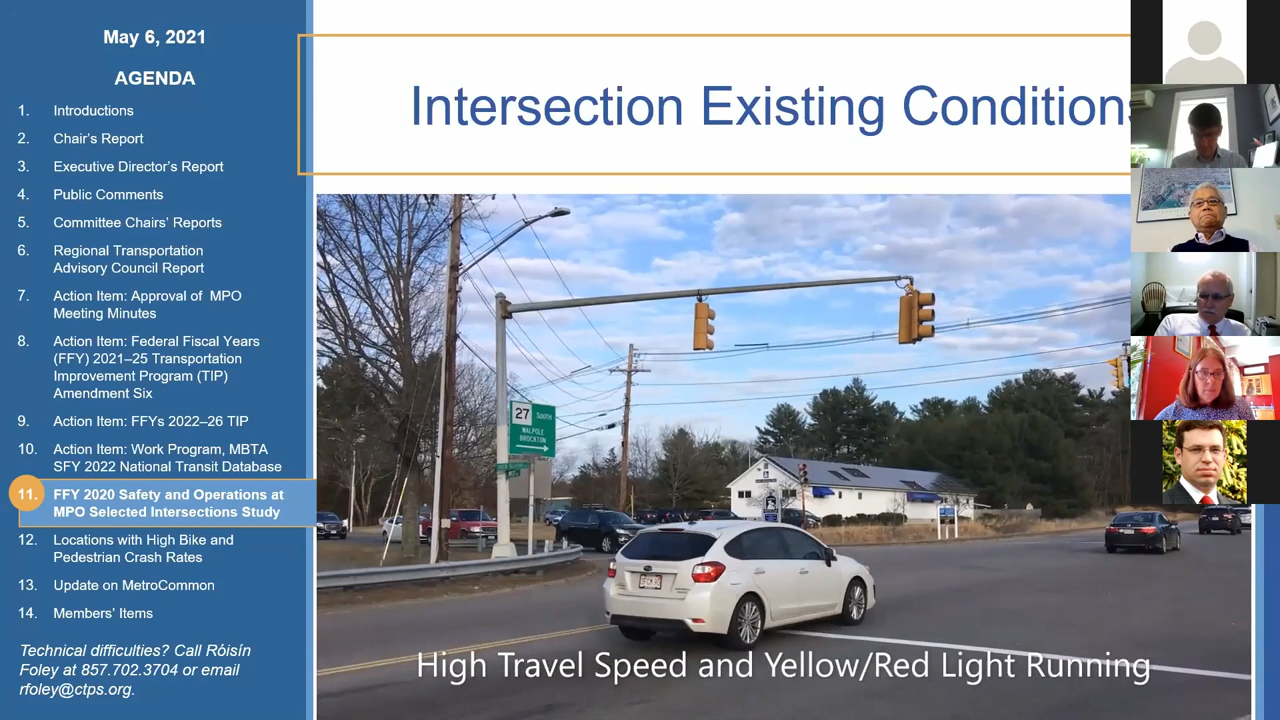 May 6, 2021
AGENDA
1. Introductions
2. Chair's Report
3. Executive Director's Report
4. Public Comments
5. Committee Chairs' Reports
6. Regional Transportation
Advisory Council Report
7. Action Item: Approval of MPO
Meeting Minutes
8. Action Item: Federal Fiscal Years
(FFY) 2021–25 Transportation
Improvement Program (TIP)
Amendment Six
9. Action Item: FFYs 2022–26 TIP
10. Action Item: Work Program, MBTA
SFY 2022 National Transit Database
11. FFY 2020 Safety and Operations at
MPO Selected Intersections Study
12. Locations with High Bike and
Pedestrian Crash Rates
13. Update on MetroCommon
14. Members' Items
Technical difficulties? Call Róisín
Foley at 857.702.3704 or email
rfoley@ctps.org.
Intersection Existing Conditions
27 South
WALPOLE
BROCKTON
High Travel Speed and Yellow/Red Light Running